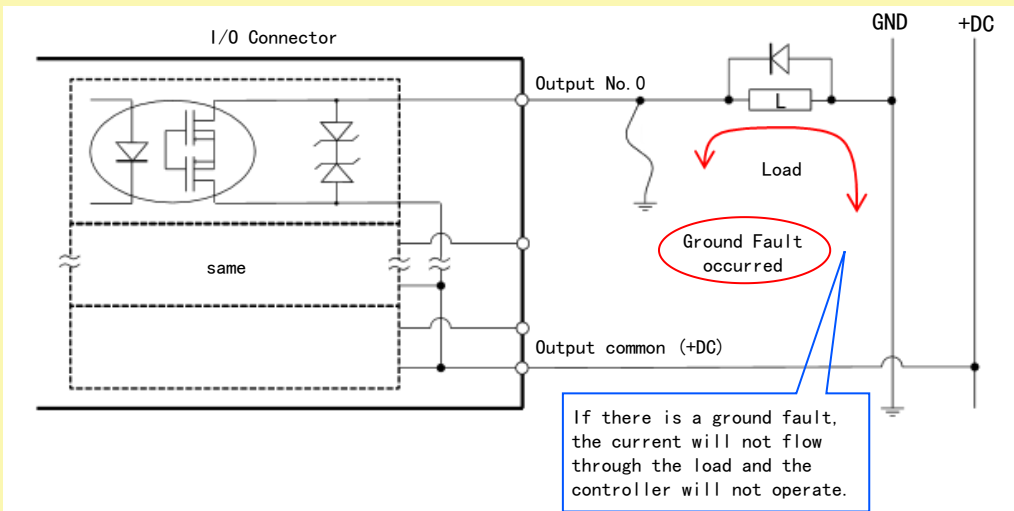 GND
+DC
I/O Connector
Output No.0
L
Load
Ground Fault
occurred
same
Output common (+DC)
If there is a ground fault,
the current will not flow
through the load and the
controller will not operate.